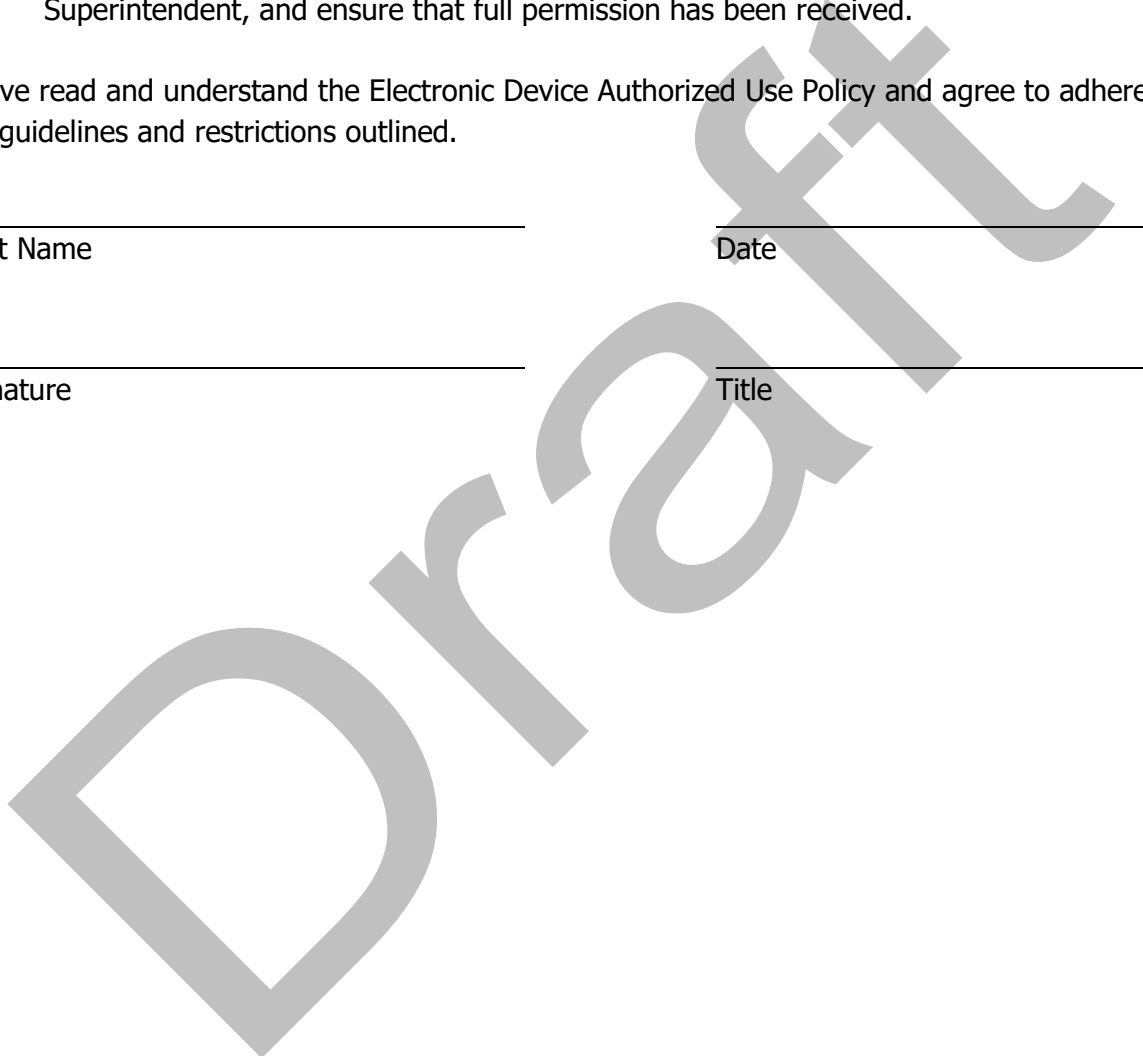 Superintendent, and ensure that full permission has been received.
ve read and understand the Electronic Device Authorized Use Policy and agree to adhere
guidelines and restrictions outlined.
t Name Date
ature Title
Draft